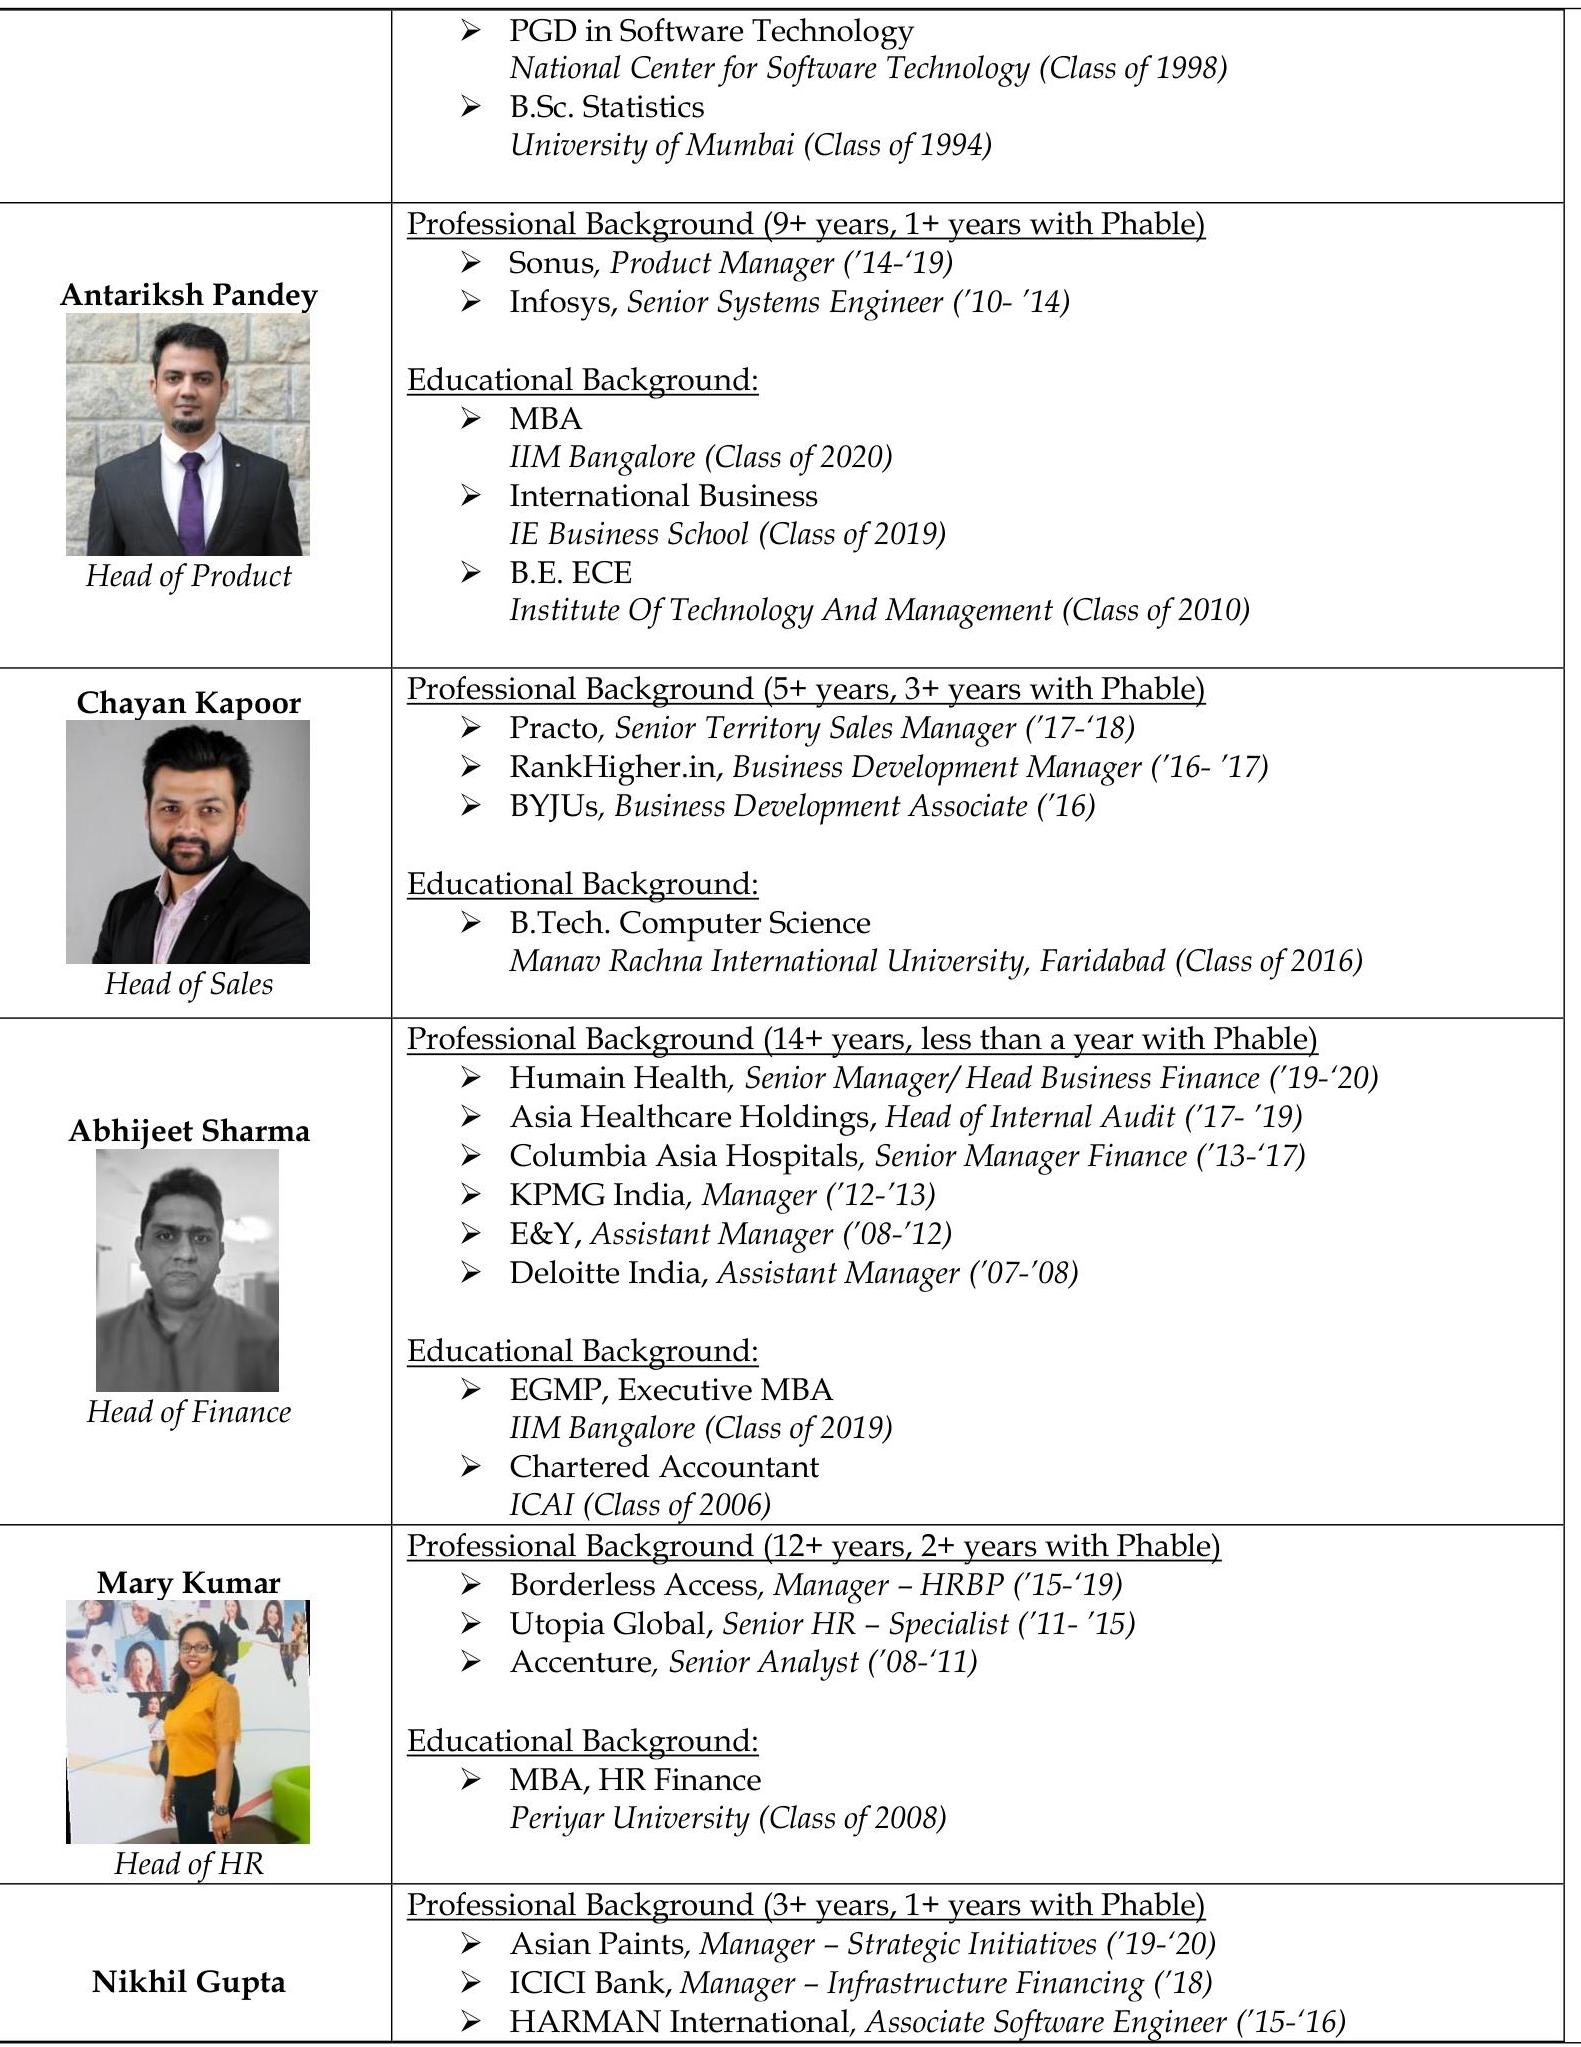 ➢ PGD in Software Technology
National Center for Software Technology (Class of 1998)
➢ B.Sc. Statistics
University of Mumbai (Class of 1994)
Antariksh Pandey
Head of Product
Professional Background (9+ years, 1+ years with Phable)
➢ Sonus, Product Manager (’14-‘19)
➢ Infosys, Senior Systems Engineer (’10- ’14)
Educational Background:
➢ MBA
IIM Bangalore (Class of 2020)
➢ International Business
IE Business School (Class of 2019)
➢ B.E. ECE
Institute Of Technology And Management (Class of 2010)
Chayan Kapoor
Head of Sales
Professional Background (5+ years, 3+ years with Phable)
➢ Practo, Senior Territory Sales Manager (’17-‘18)
➢ RankHigher.in, Business Development Manager (’16- ’17)
➢ BYJUs, Business Development Associate (’16)
Educational Background:
➢ B.Tech. Computer Science
Manav Rachna International University, Faridabad (Class of 2016)
Abhijeet Sharma
Head of Finance
Professional Background (14+ years, less than a year with Phable)
➢ Humain Health, Senior Manager/ Head Business Finance (’19-‘20)
➢ Asia Healthcare Holdings, Head of Internal Audit (’17- ’19)
➢ Columbia Asia Hospitals, Senior Manager Finance (’13-‘17)
➢ KPMG India, Manager (’12-’13)
➢ E&Y, Assistant Manager (’08-’12)
➢ Deloitte India, Assistant Manager (’07-’08)
Educational Background:
➢ EGMP, Executive MBA
IIM Bangalore (Class of 2019)
➢ Chartered Accountant
ICAI (Class of 2006)
Mary Kumar
Head of HR
Professional Background (12+ years, 2+ years with Phable)
➢ Borderless Access, Manager – HRBP (’15-‘19)
➢ Utopia Global, Senior HR – Specialist (’11- ’15)
➢ Accenture, Senior Analyst (’08-‘11)
Educational Background:
➢ MBA, HR Finance
Periyar University (Class of 2008)
Nikhil Gupta
Professional Background (3+ years, 1+ years with Phable)
➢ Asian Paints, Manager – Strategic Initiatives (’19-‘20)
➢ ICICI Bank, Manager – Infrastructure Financing (’18)
➢ HARMAN International, Associate Software Engineer (’15-‘16)